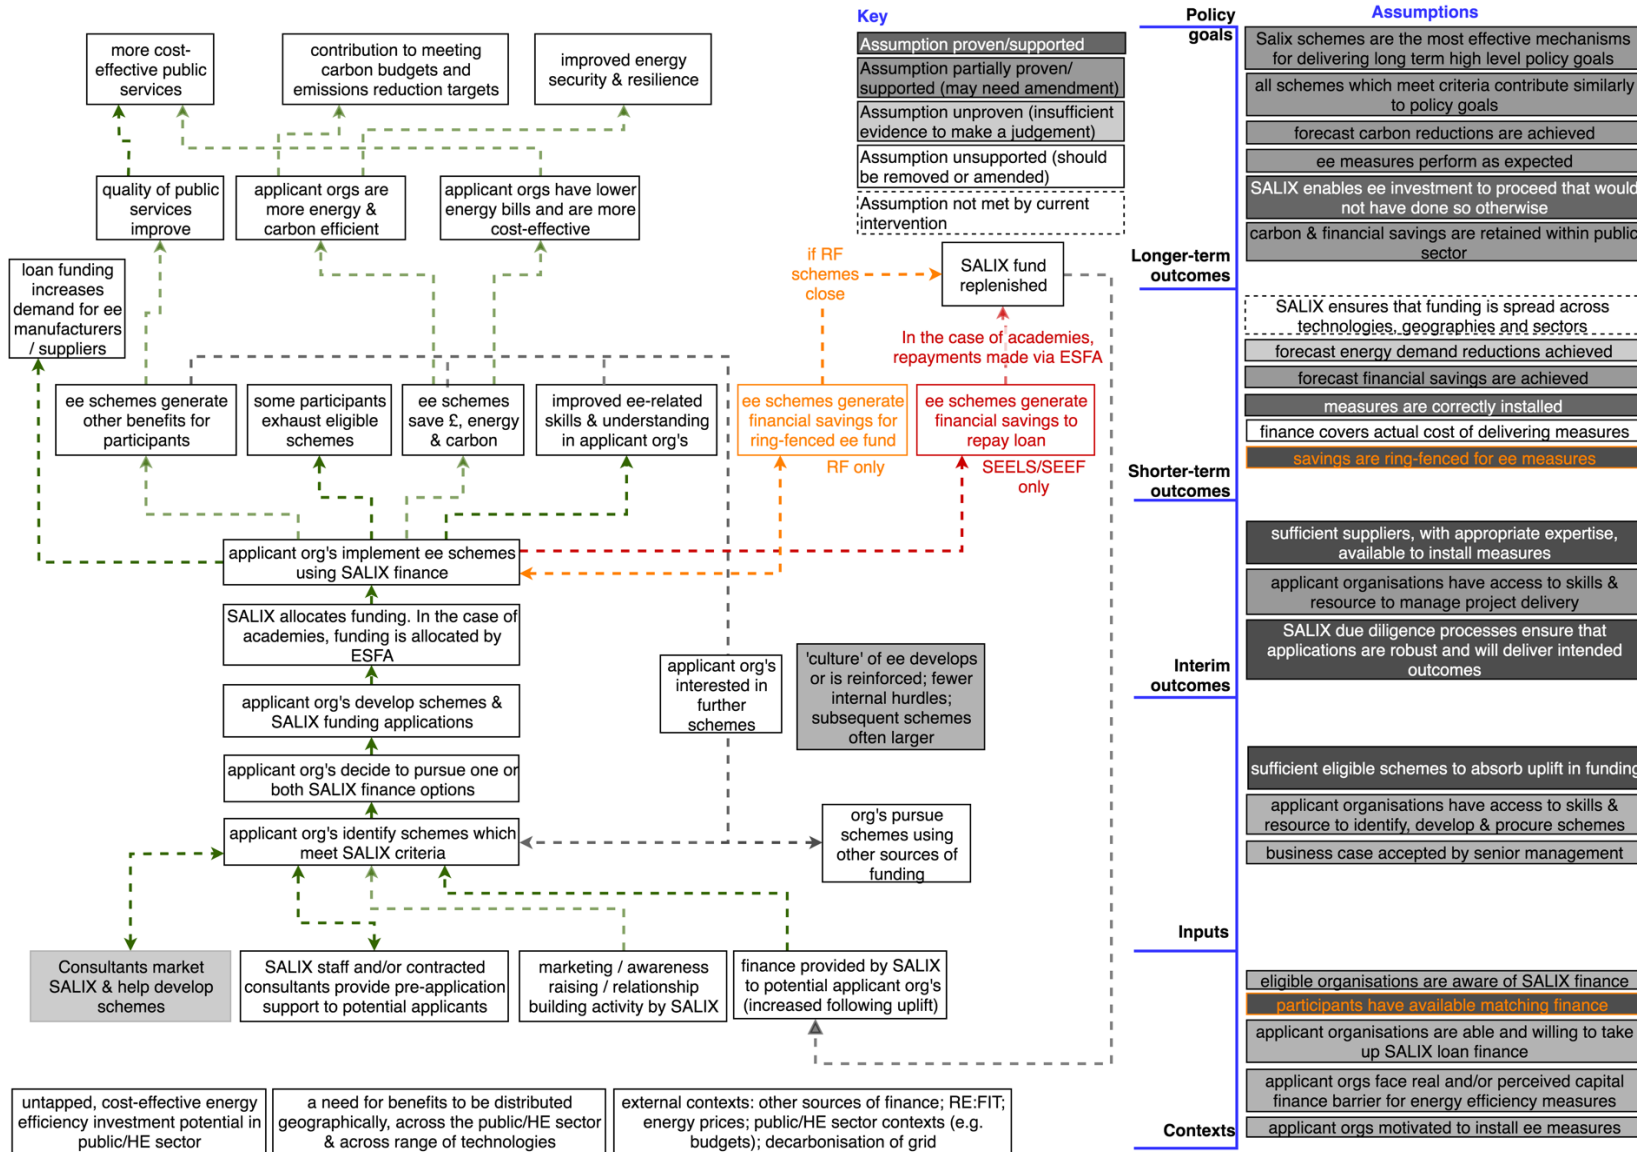 more cost-
effective public
services
contribution to meeting
carbon budgets and
emissions reduction targets
improved energy
security & resilience
quality of public
services
improve
applicant orgs are
more energy &
carbon efficient
applicant orgs have lower
energy bills and are more
cost-effective
loan funding
increases
demand for ee
manufacturers
/ suppliers
if RF
schemes
close
SALIX fund
replenished
In the case of academies,
repayments made via ESFA
ee schemes generate
other benefits for
participants
some participants
exhaust eligible
schemes
ee schemes
save £, energy
& carbon
improved ee-related
skills & understanding
in applicant org's
ee schemes generate
financial savings for
ring-fenced ee fund
RF only
ee schemes generate
financial savings to
repay loan
SEELS/SEEF
only
applicant org's implement ee schemes
using SALIX finance
SALIX allocates funding. In the case of
academies, funding is allocated by
ESFA
applicant org's develop schemes &
SALIX funding applications
applicant org's decide to pursue one or
both SALIX finance options
applicant org's identify schemes which
meet SALIX criteria
applicant org's
interested in
further
schemes
'culture' of ee develops
or is reinforced; fewer
internal hurdles;
subsequent schemes
often larger
org's pursue
schemes using
other sources of
funding
Consultants market
SALIX & help develop
schemes
SALIX staff and/or contracted
consultants provide pre-application
support to potential applicants
marketing / awareness
raising / relationship
building activity by SALIX
finance provided by SALIX
to potential applicant org's
(increased following uplift)
untapped, cost-effective energy
efficiency investment potential in
public/HE sector
a need for benefits to be distributed
geographically, across the public/HE sector
& across range of technologies
external contexts: other sources of finance; RE:FIT;
energy prices; public/HE sector contexts (e.g.
budgets); decarbonisation of grid
Key
Assumption proven/supported
Assumption partially proven/
supported (may need amendment)
Assumption unproven (insufficient
evidence to make a judgement)
Assumption unsupported (should
be removed or amended)
Assumption not met by current
intervention
Policy
goals
Longer-term
outcomes
Shorter-term
outcomes
Interim
outcomes
Inputs
Contexts
Assumptions
Salix schemes are the most effective mechanisms
for delivering long term high level policy goals
all schemes which meet criteria contribute similarly
to policy goals
forecast carbon reductions are achieved
ee measures perform as expected
SALIX enables ee investment to proceed that would
not have done so otherwise
carbon & financial savings are retained within public
sector
SALIX ensures that funding is spread across
technologies, geographies and sectors
forecast energy demand reductions achieved
forecast financial savings are achieved
measures are correctly installed
finance covers actual cost of delivering measures
savings are ring-fenced for ee measures
sufficient suppliers, with appropriate expertise,
available to install measures
applicant organisations have access to skills &
resource to manage project delivery
SALIX due diligence processes ensure that
applications are robust and will deliver intended
outcomes
sufficient eligible schemes to absorb uplift in funding
applicant organisations have access to skills &
resource to identify, develop & procure schemes
business case accepted by senior management
eligible organisations are aware of SALIX finance
participants have available matching finance
applicant organisations are able and willing to take
up SALIX loan finance
applicant orgs face real and/or perceived capital
finance barrier for energy efficiency measures
applicant orgs motivated to install ee measures